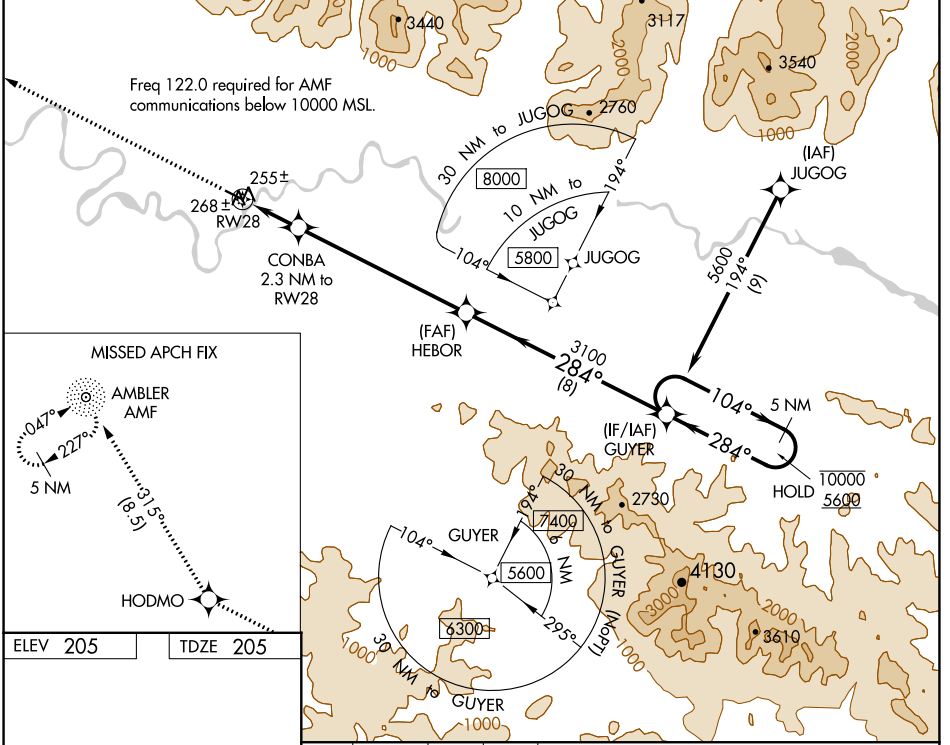 3440
3117
3540
1000
2000
2000
1000
Freq 122.0 required for AMF
communications below 10000 MSL.
2760
30 NM to JUGOG
194°
8000
10 NM to
JUGOG
5800
104°
JUGOG
(IAF)
JUGOG
5600
194°
(9)
255±
268±
RW28
CONBA
2.3 NM to
RW28
(FAF)
HEBOR
3100
284°
(8)
104°
5 NM
284°
(IF/IAF)
GUYER
HOLD
10000
5600
MISSED APCH FIX
AMBLER
AMF
047°
227°
5 NM
315°
(8.5)
HODMO
ELEV 205
TDZE 205
30 NM to GUYER (NoPT)
194°
7400
NM
104°
GUYER
5600
295°
6300
30 NM to GUYER
2730
4130
3000
2000
3610
1000
1000
1000